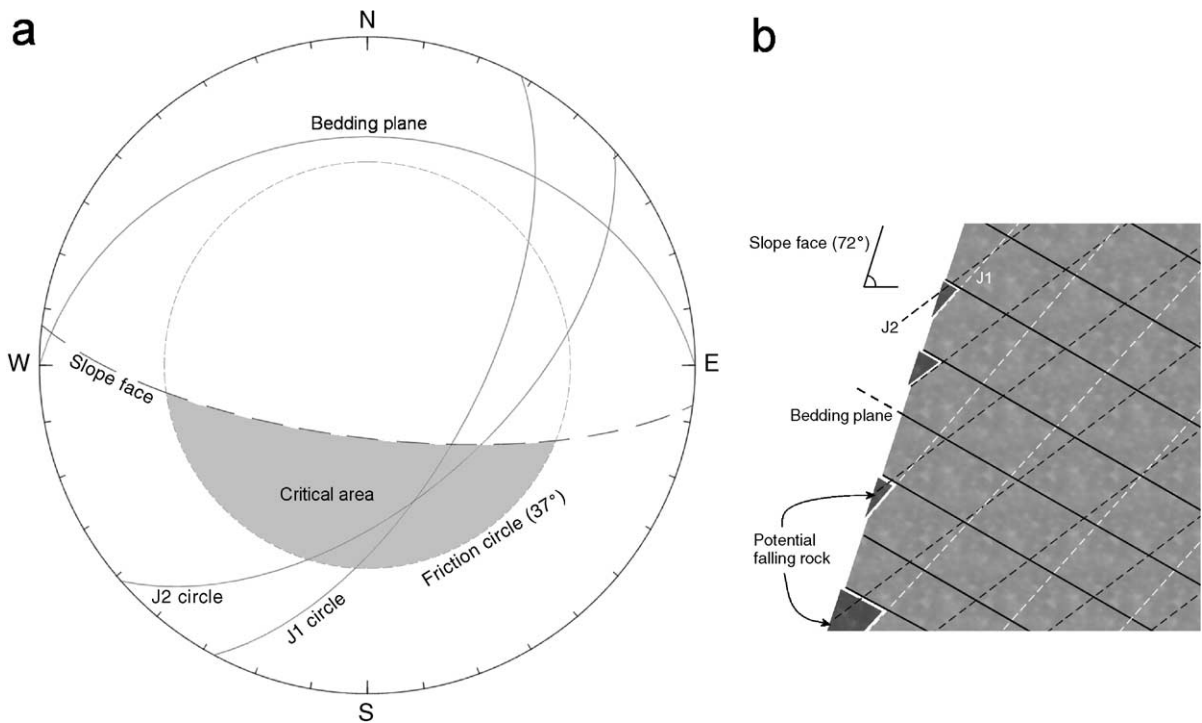 a
N
Bedding plane
W
E
Slope face
Critical area
Friction circle (37°)
J2 circle
J1 circle
S
b
Slope face (72°)
J1
J2
Bedding plane
Potential
falling rock